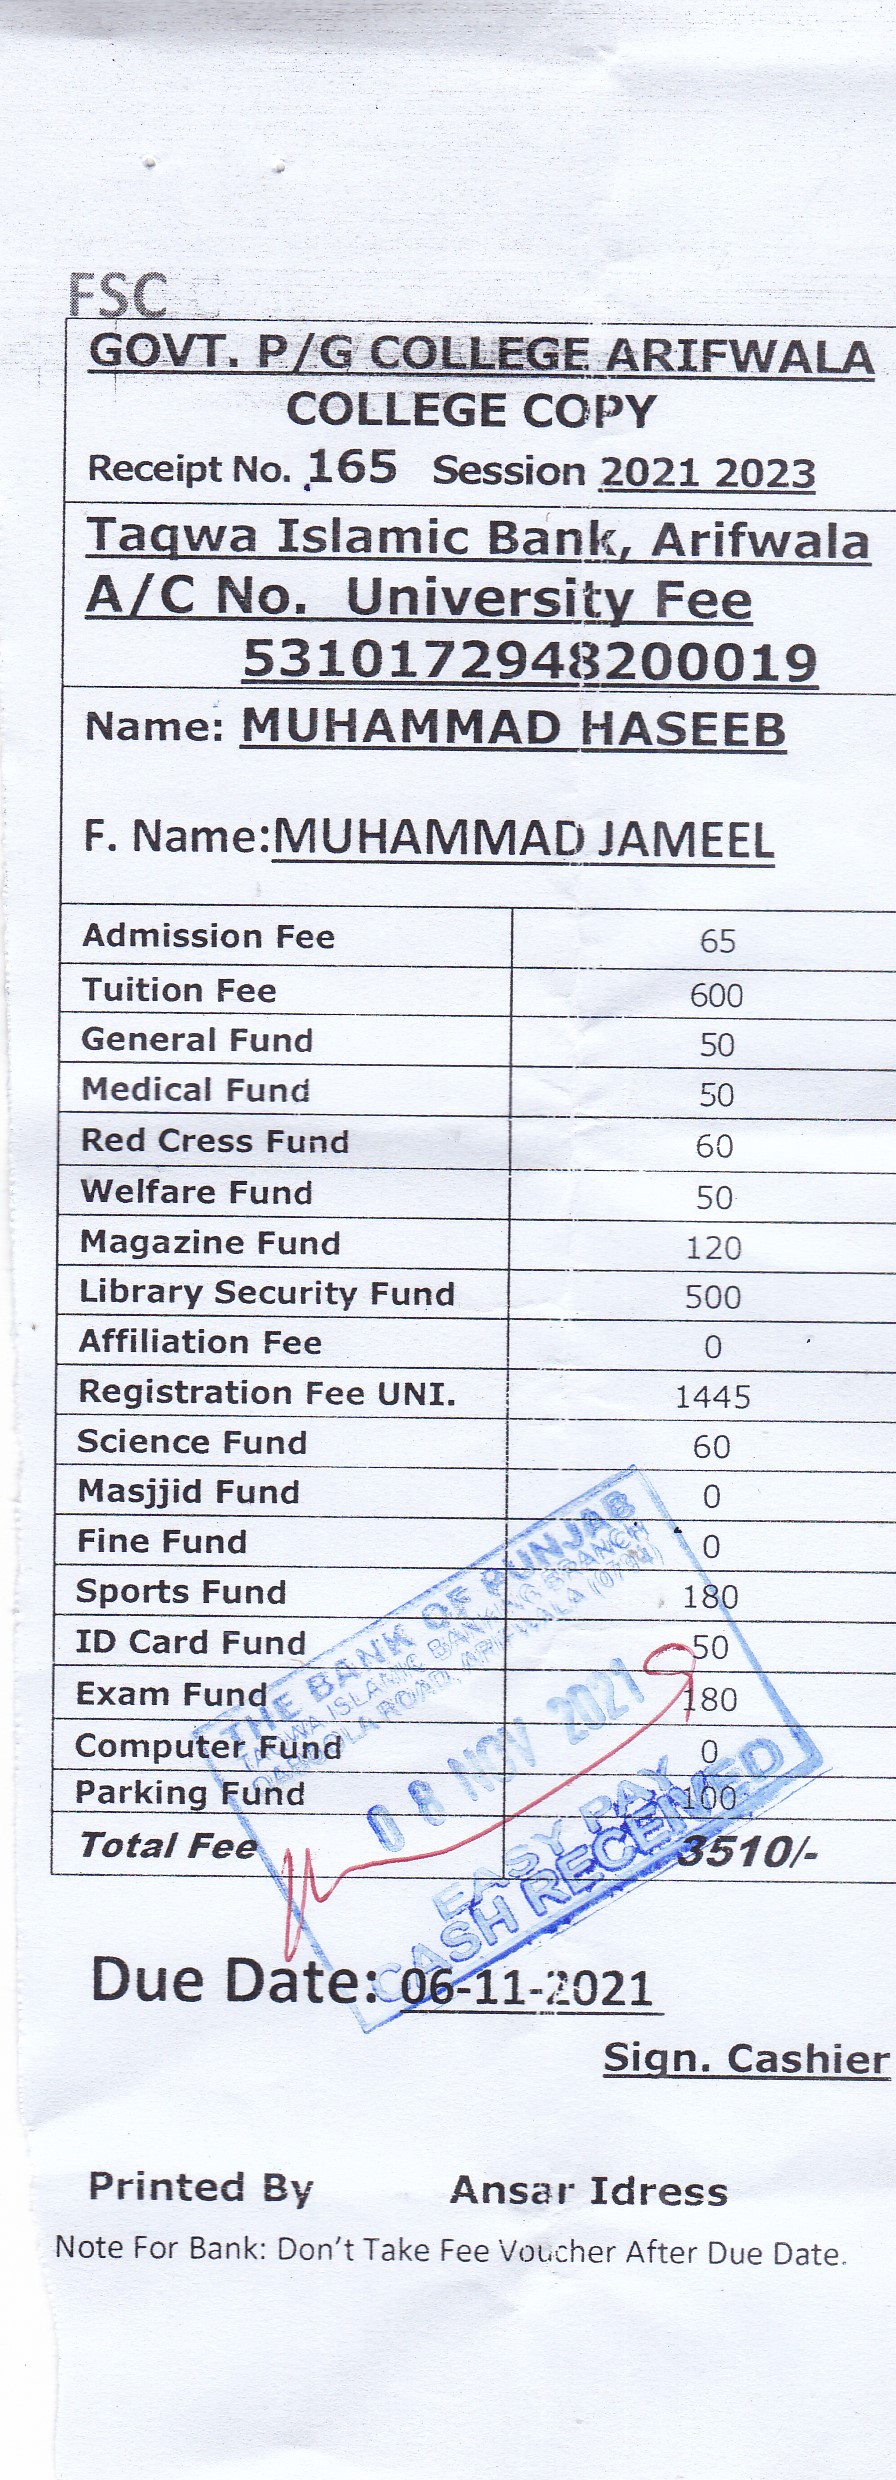 FSC
GOVT. P/G COLLEGE ARIFWALA
COLLEGE COPY
Receipt No. 165 Session 2021 2023
Taqwa Islamic Bank, Arifwala
A/C No. University Fee
5310172948200019
Name: MUHAMMAD HASEEB
F. Name:MUHAMMAD JAMEEL
Admission Fee 65
Tuition Fee 600
General Fund 50
Medical Fund 50
Red Cress Fund 60
Welfare Fund 50
Magazine Fund 120
Library Security Fund 500
Affiliation Fee 0
Registration Fee UNI. 1445
Science Fund 60
Masjjid Fund 0
Fine Fund 0
Sports Fund 180
ID Card Fund 50
Exam Fund 180
Computer Fund 0
Parking Fund 100
Total Fee 3510/-
THE BANK OF PUNJAB
TAQWA ISLAMIC BANKING BRANCH
ROAD, ARIFWALA (0794)
08 NOV 2021
EASY PAY
CASH RECEIVED
Due Date: 06-11-2021
Sign. Cashier
Printed By Ansar Idress
Note For Bank: Don't Take Fee Voucher After Due Date.